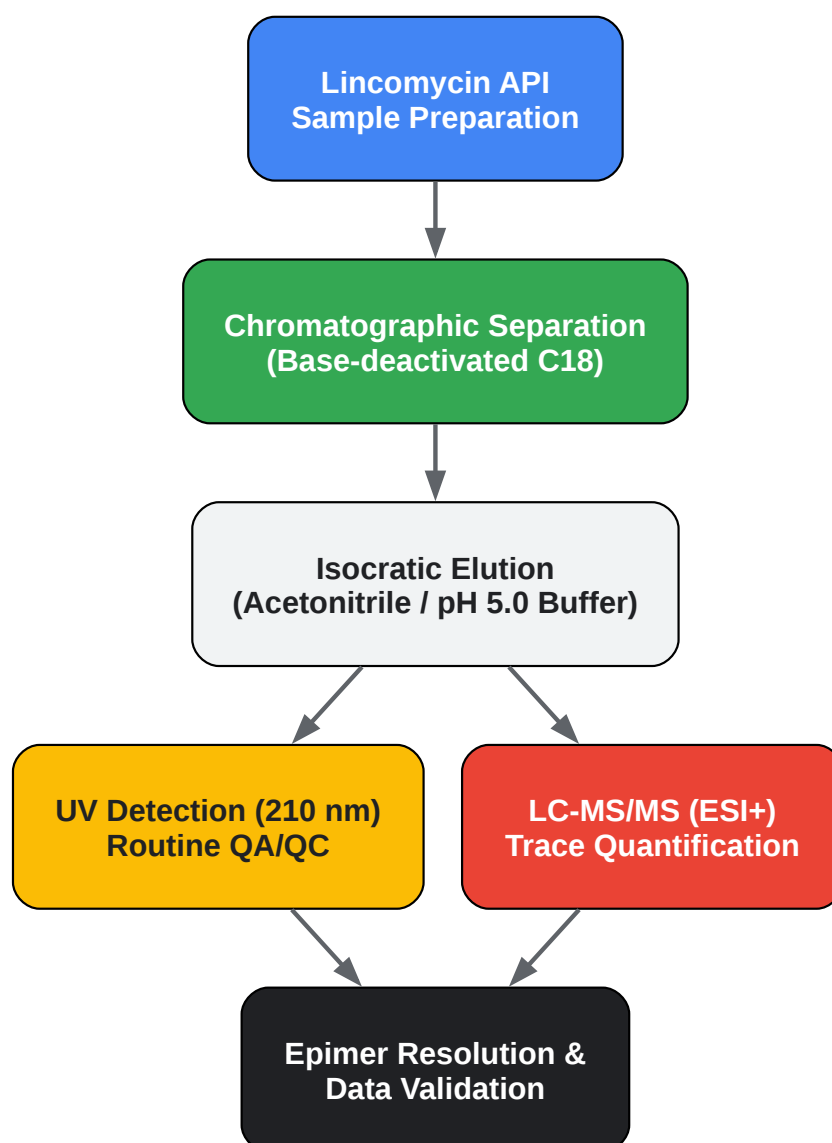 Lincomycin API
Sample Preparation
Chromatographic Separation
(Base-deactivated C18)
Isocratic Elution
(Acetonitrile / pH 5.0 Buffer)
UV Detection (210 nm)
Routine QA/QC
LC-MS/MS (ESI+)
Trace Quantification
Epimer Resolution &
Data Validation